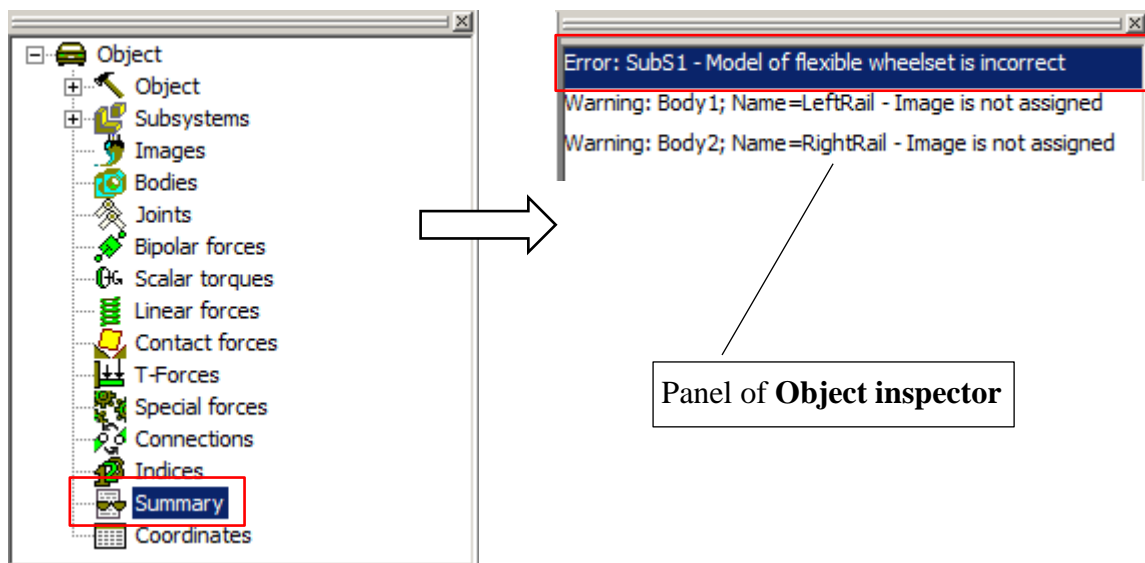 Object
Object
Subsystems
Images
Bodies
Joints
Bipolar forces
Scalar torques
Linear forces
Contact forces
T-Forces
Special forces
Connections
Indices
Summary
Coordinates
Error: SubS1 - Model of flexible wheelset is incorrect
Warning: Body1; Name=LeftRail - Image is not assigned
Warning: Body2; Name=RightRail - Image is not assigned
Panel of Object inspector